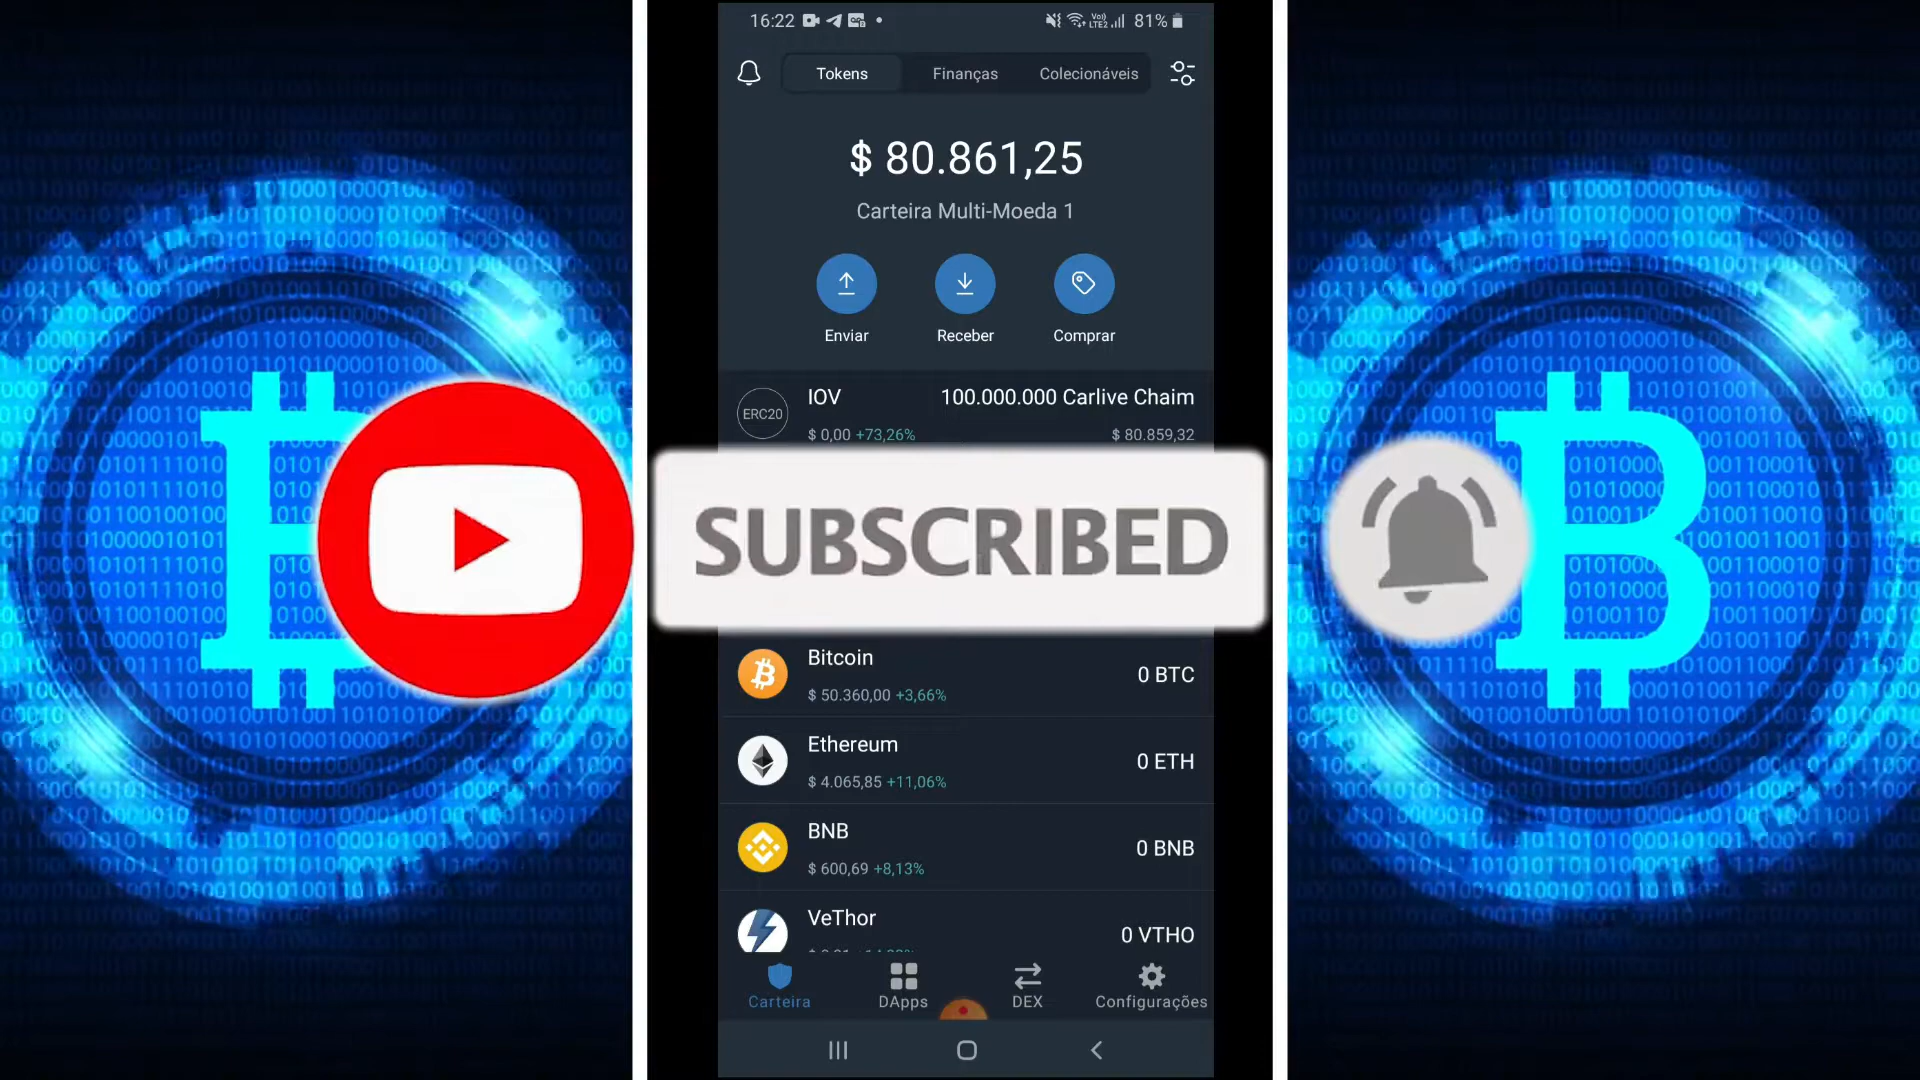 16:22
Vo)) LTE2
81%
Tokens
Finanças
Colecionáveis
$ 80.861,25
Carteira Multi-Moeda 1
Enviar
Receber
Comprar
ERC20
IOV
100.000.000 Carlive Chaim
$ 0,00 +73,26%
$ 80.859,32
SUBSCRIBED
Bitcoin
0 BTC
$ 50.360,00 +3,66%
Ethereum
0 ETH
$ 4.065,85 +11,06%
BNB
0 BNB
$ 600,69 +8,13%
VeThor
0 VTHO
Carteira
DApps
DEX
Configurações